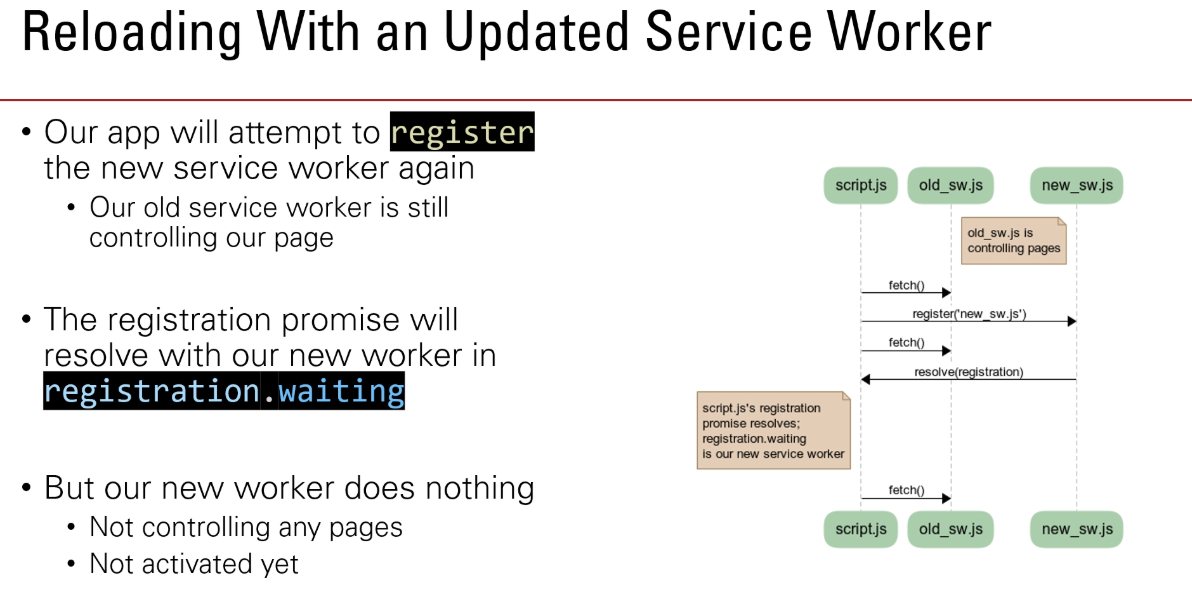 Reloading With an Updated Service Worker
• Our app will attempt to register
the new service worker again
• Our old service worker is still
controlling our page
• The registration promise will
resolve with our new worker in
registration.waiting
• But our new worker does nothing
• Not controlling any pages
• Not activated yet
script.js old_sw.js new_sw.js
old_sw.js is
controlling pages
fetch()
register('new_sw.js')
fetch()
resolve(registration)
script.js's registration
promise resolves;
registration.waiting
is our new service worker
fetch()
script.js old_sw.js new_sw.js